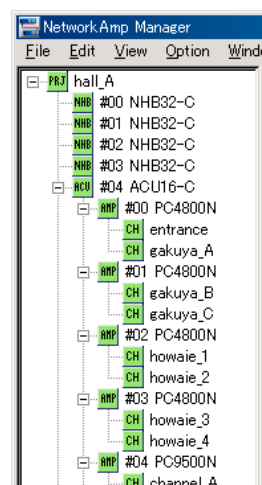 NetworkAmp Manager
File Edit View Option
PRJ hall_A
NHB #00 NHB32-C
NHB #01 NHB32-C
NHB #02 NHB32-C
NHB #03 NHB32-C
ACU #04 ACU16-C
AMP #00 PC4800N
CH entrance
CH gakuya_A
AMP #01 PC4800N
CH gakuya_B
CH gakuya_C
AMP #02 PC4800N
CH howaie_1
CH howaie_2
AMP #03 PC4800N
CH howaie_3
CH howaie_4
AMP #04 PC9500N
CH channel_A